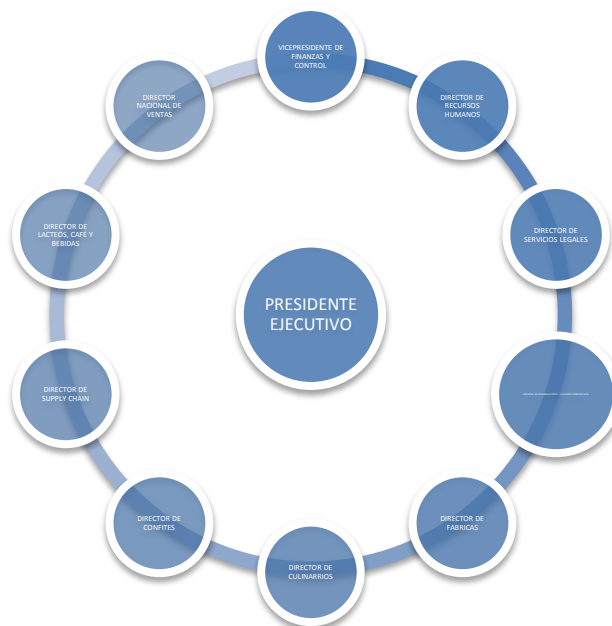 VICEPRESIDENTE DE
FINANZAS Y
CONTROL
DIRECTOR DE
RECURSOS
HUMANOS
DIRECTOR DE
SERVICIOS LEGALES
DIRECTOR DE
FABRICAS
DIRECTOR DE
CULINARRIOS
DIRECTOR DE
CONFITES
DIRECTOR DE
SUPPLY CHAIN
DIRECTOR DE
LACTEOS, CAFÉ Y
BEBIDAS
DIRECTOR
NACIONAL DE
VENTAS
PRESIDENTE
EJECUTIVO